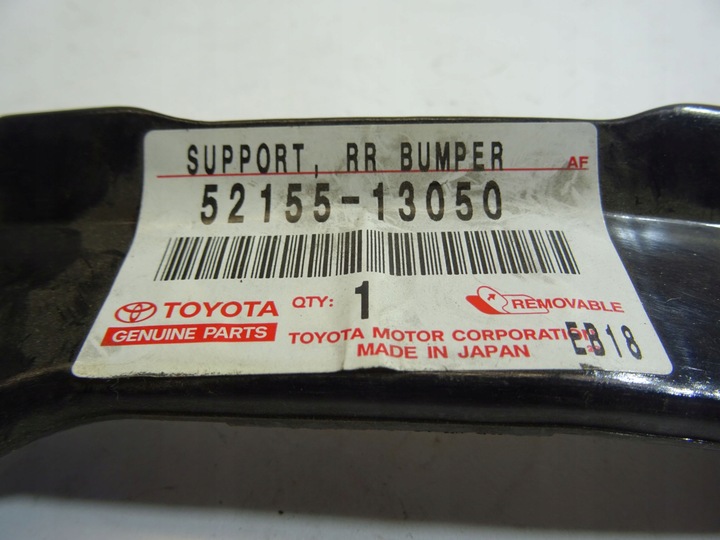 SUPPORT, RR BUMPER
AF
52155-13050
TOYOTA QTY: 1 REMOVABLE
GENUINE PARTS TOYOTA MOTOR CORPORATION EB18
MADE IN JAPAN